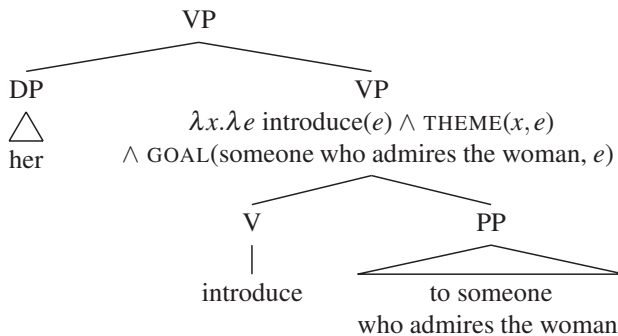 VP
DP VP
λx.λe introduce(e) ∧ THEME(x, e)
her
∧ GOAL(someone who admires the woman, e)
V PP
introduce to someone
who admires the woman